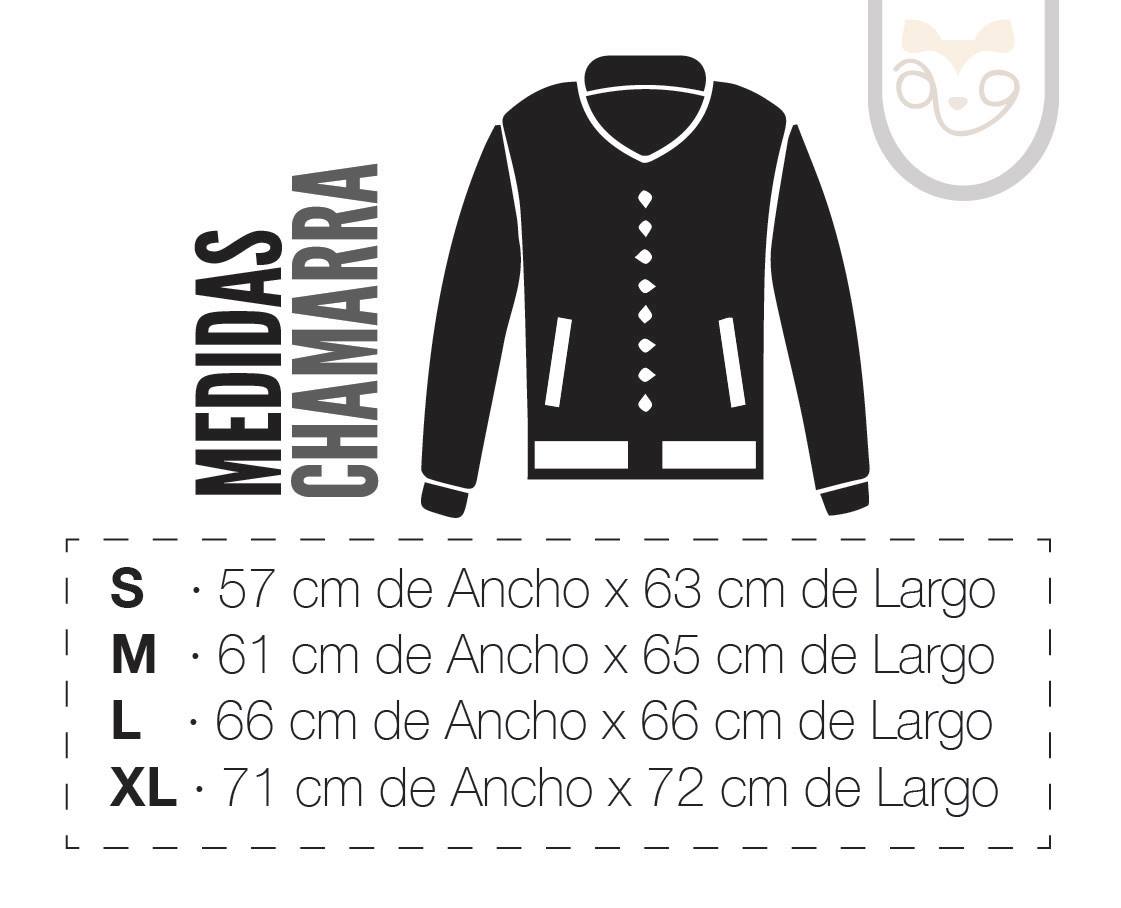 MEDIDAS
CHAMARRA
S · 57 cm de Ancho x 63 cm de Largo
M · 61 cm de Ancho x 65 cm de Largo
L · 66 cm de Ancho x 66 cm de Largo
XL · 71 cm de Ancho x 72 cm de Largo